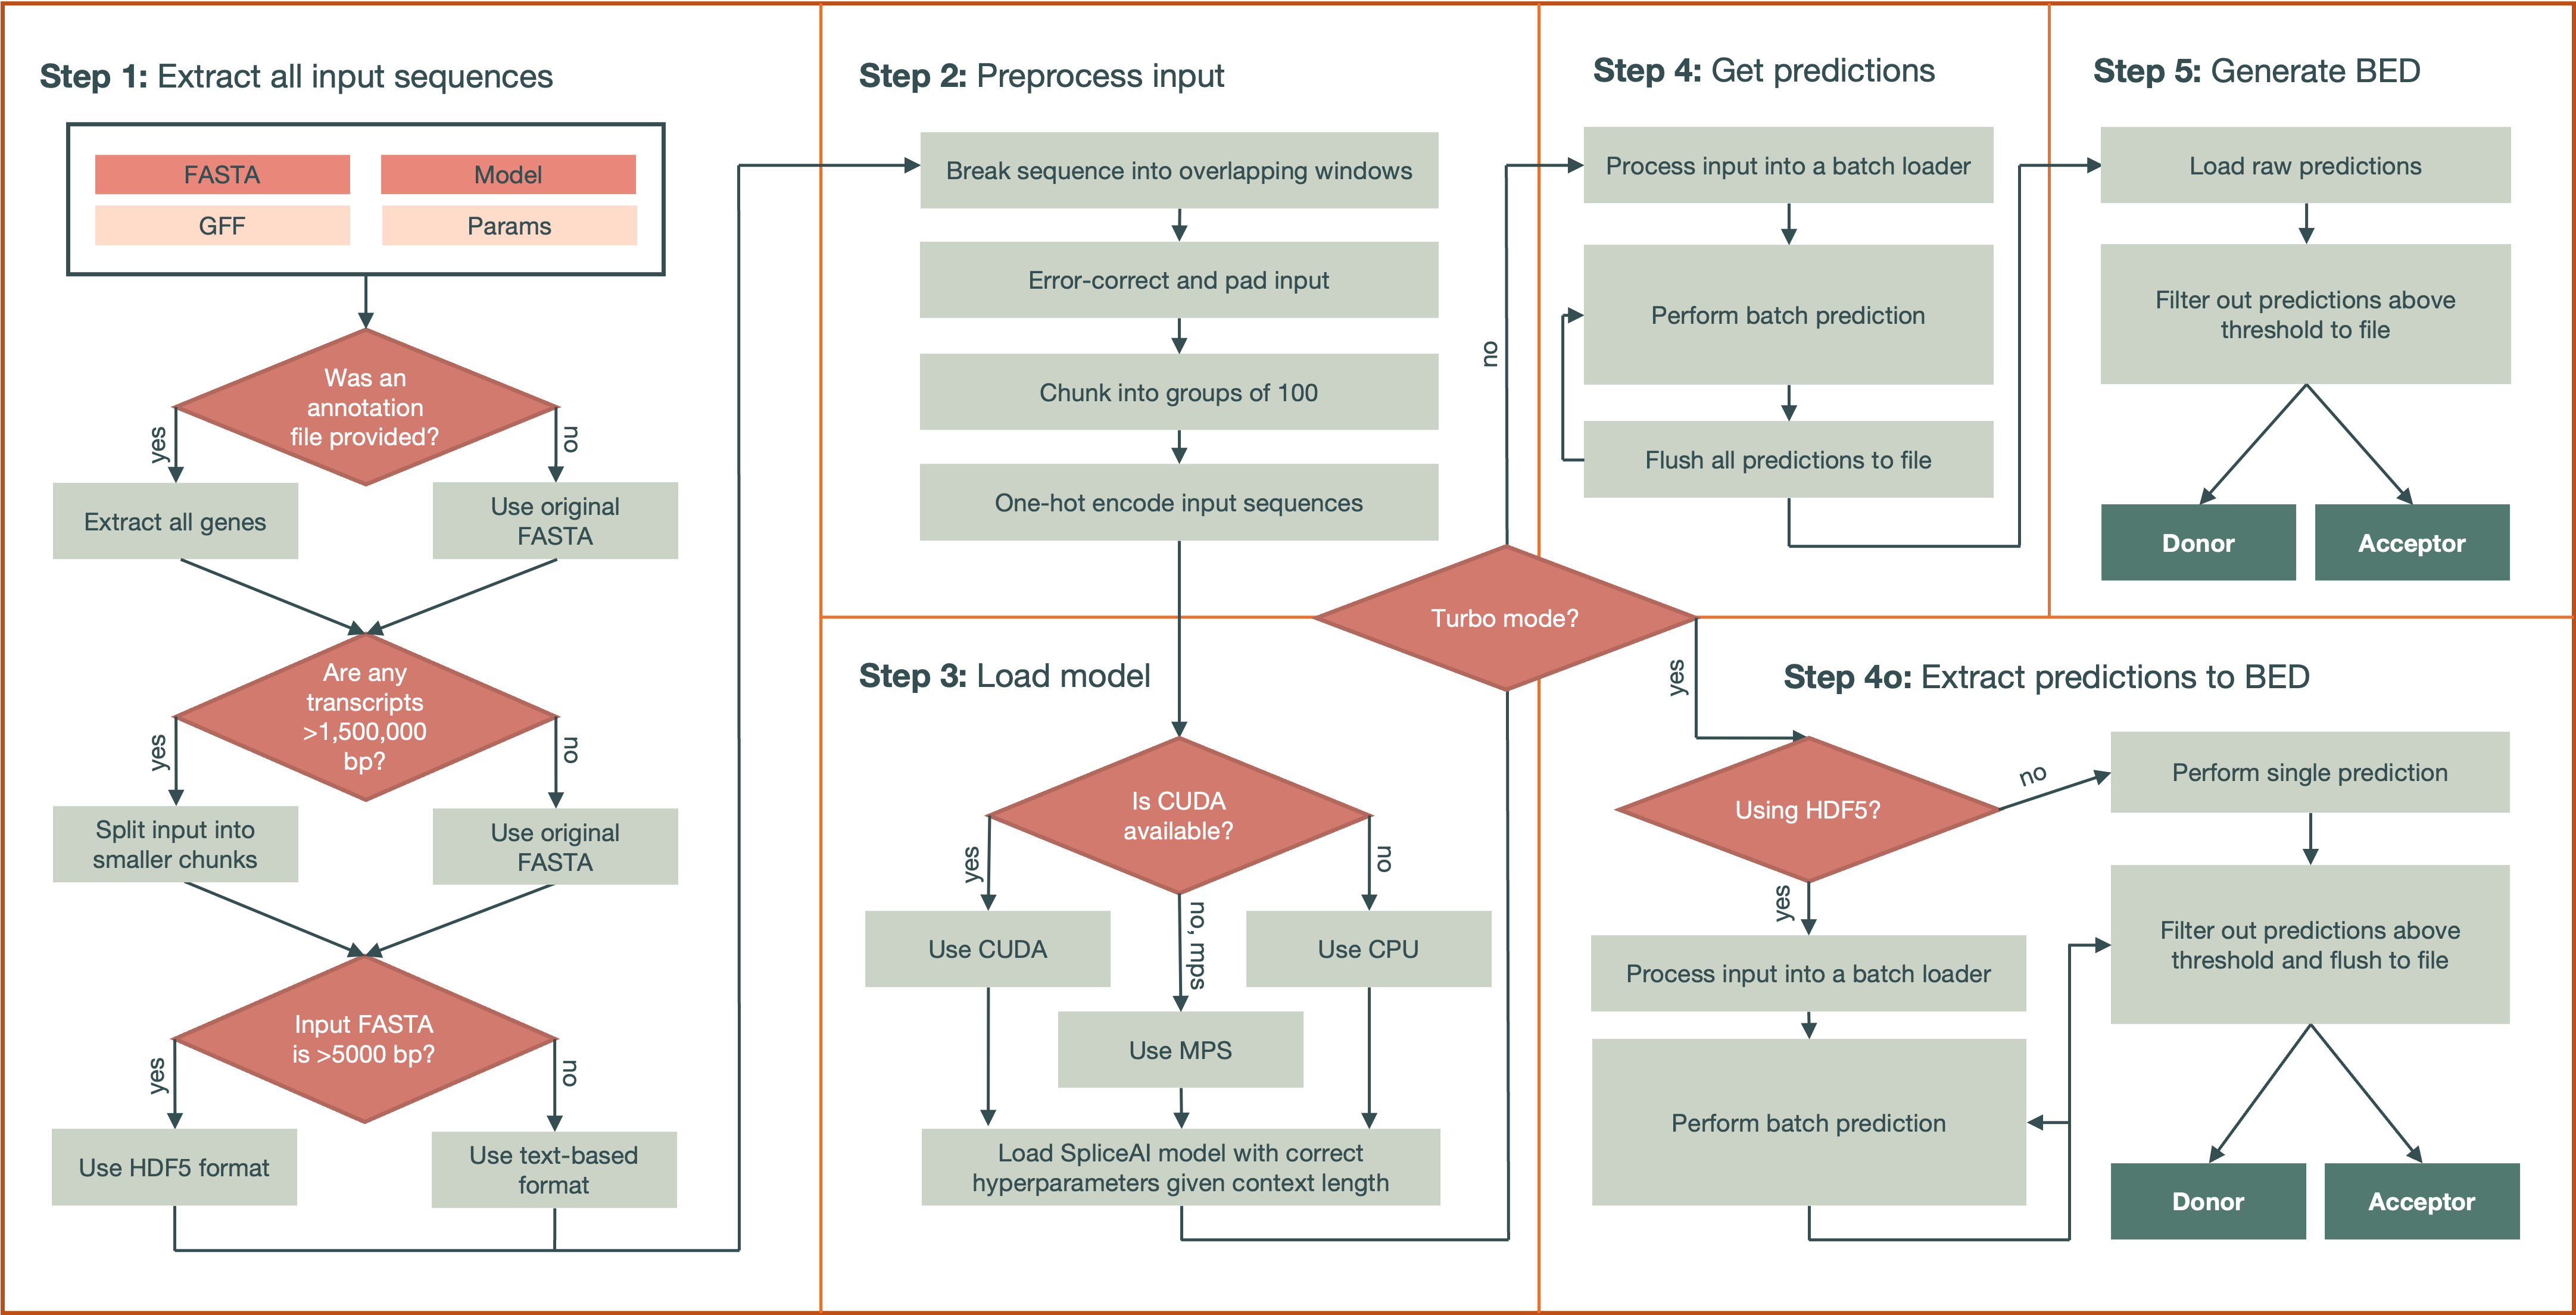 Step 1: Extract all input sequences
FASTA
Model
GFF
Params
Was an
annotation
file provided?
yes
no
Extract all genes
Use original
FASTA
Are any
transcripts
>1,500,000
bp?
yes
no
Split input into
smaller chunks
Use original
FASTA
Input FASTA
is >5000 bp?
yes
no
Use HDF5 format
Use text-based
format
Step 2: Preprocess input
Break sequence into overlapping windows
Error-correct and pad input
Chunk into groups of 100
One-hot encode input sequences
Step 3: Load model
Is CUDA
available?
yes
no, mps
no
Use CUDA
Use CPU
Use MPS
Load SpliceAI model with correct
hyperparameters given context length
Turbo mode?
no
yes
Step 4: Get predictions
Process input into a batch loader
Perform batch prediction
Flush all predictions to file
Step 5: Generate BED
Load raw predictions
Filter out predictions above
threshold to file
Donor
Acceptor
Step 4o: Extract predictions to BED
Using HDF5?
no
yes
Perform single prediction
Process input into a batch loader
Perform batch prediction
Filter out predictions above
threshold and flush to file
Donor
Acceptor